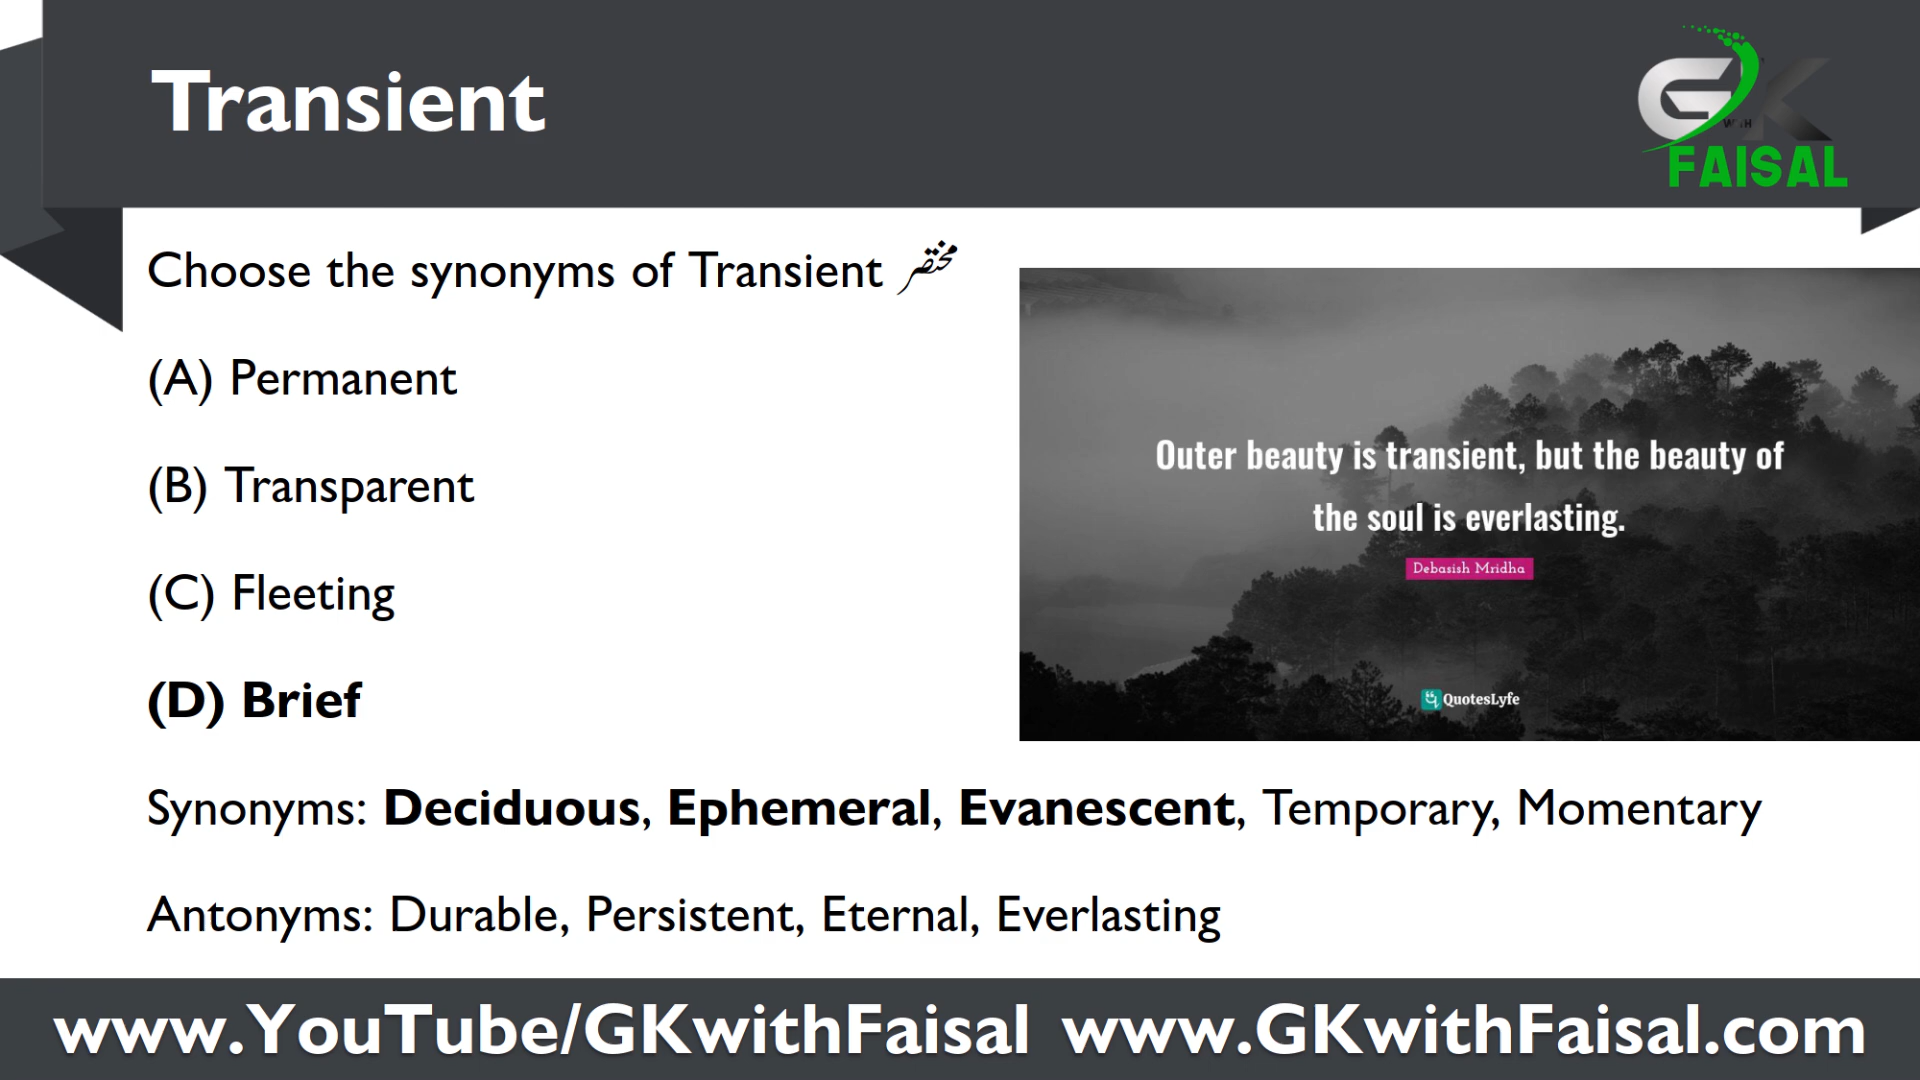 Transient
GK
WITH
FAISAL
Choose the synonyms of Transient مختصر
(A) Permanent
(B) Transparent
(C) Fleeting
(D) Brief
Outer beauty is transient, but the beauty of
the soul is everlasting.
Debasish Mridha
QuotesLyfe
Synonyms: Deciduous, Ephemeral, Evanescent, Temporary, Momentary
Antonyms: Durable, Persistent, Eternal, Everlasting
www.YouTube/GKwithFaisal www.GKwithFaisal.com